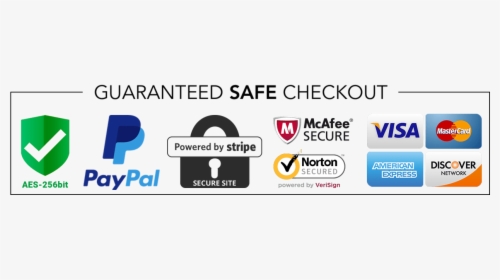 GUARANTEED SAFE CHECKOUT
AES-256bit
PayPal
Powered by stripe
SECURE SITE
McAfee®
SECURE
Norton
SECURED
powered by VeriSign
VISA
MasterCard
AMERICAN
EXPRESS
DISCOVER
NETWORK